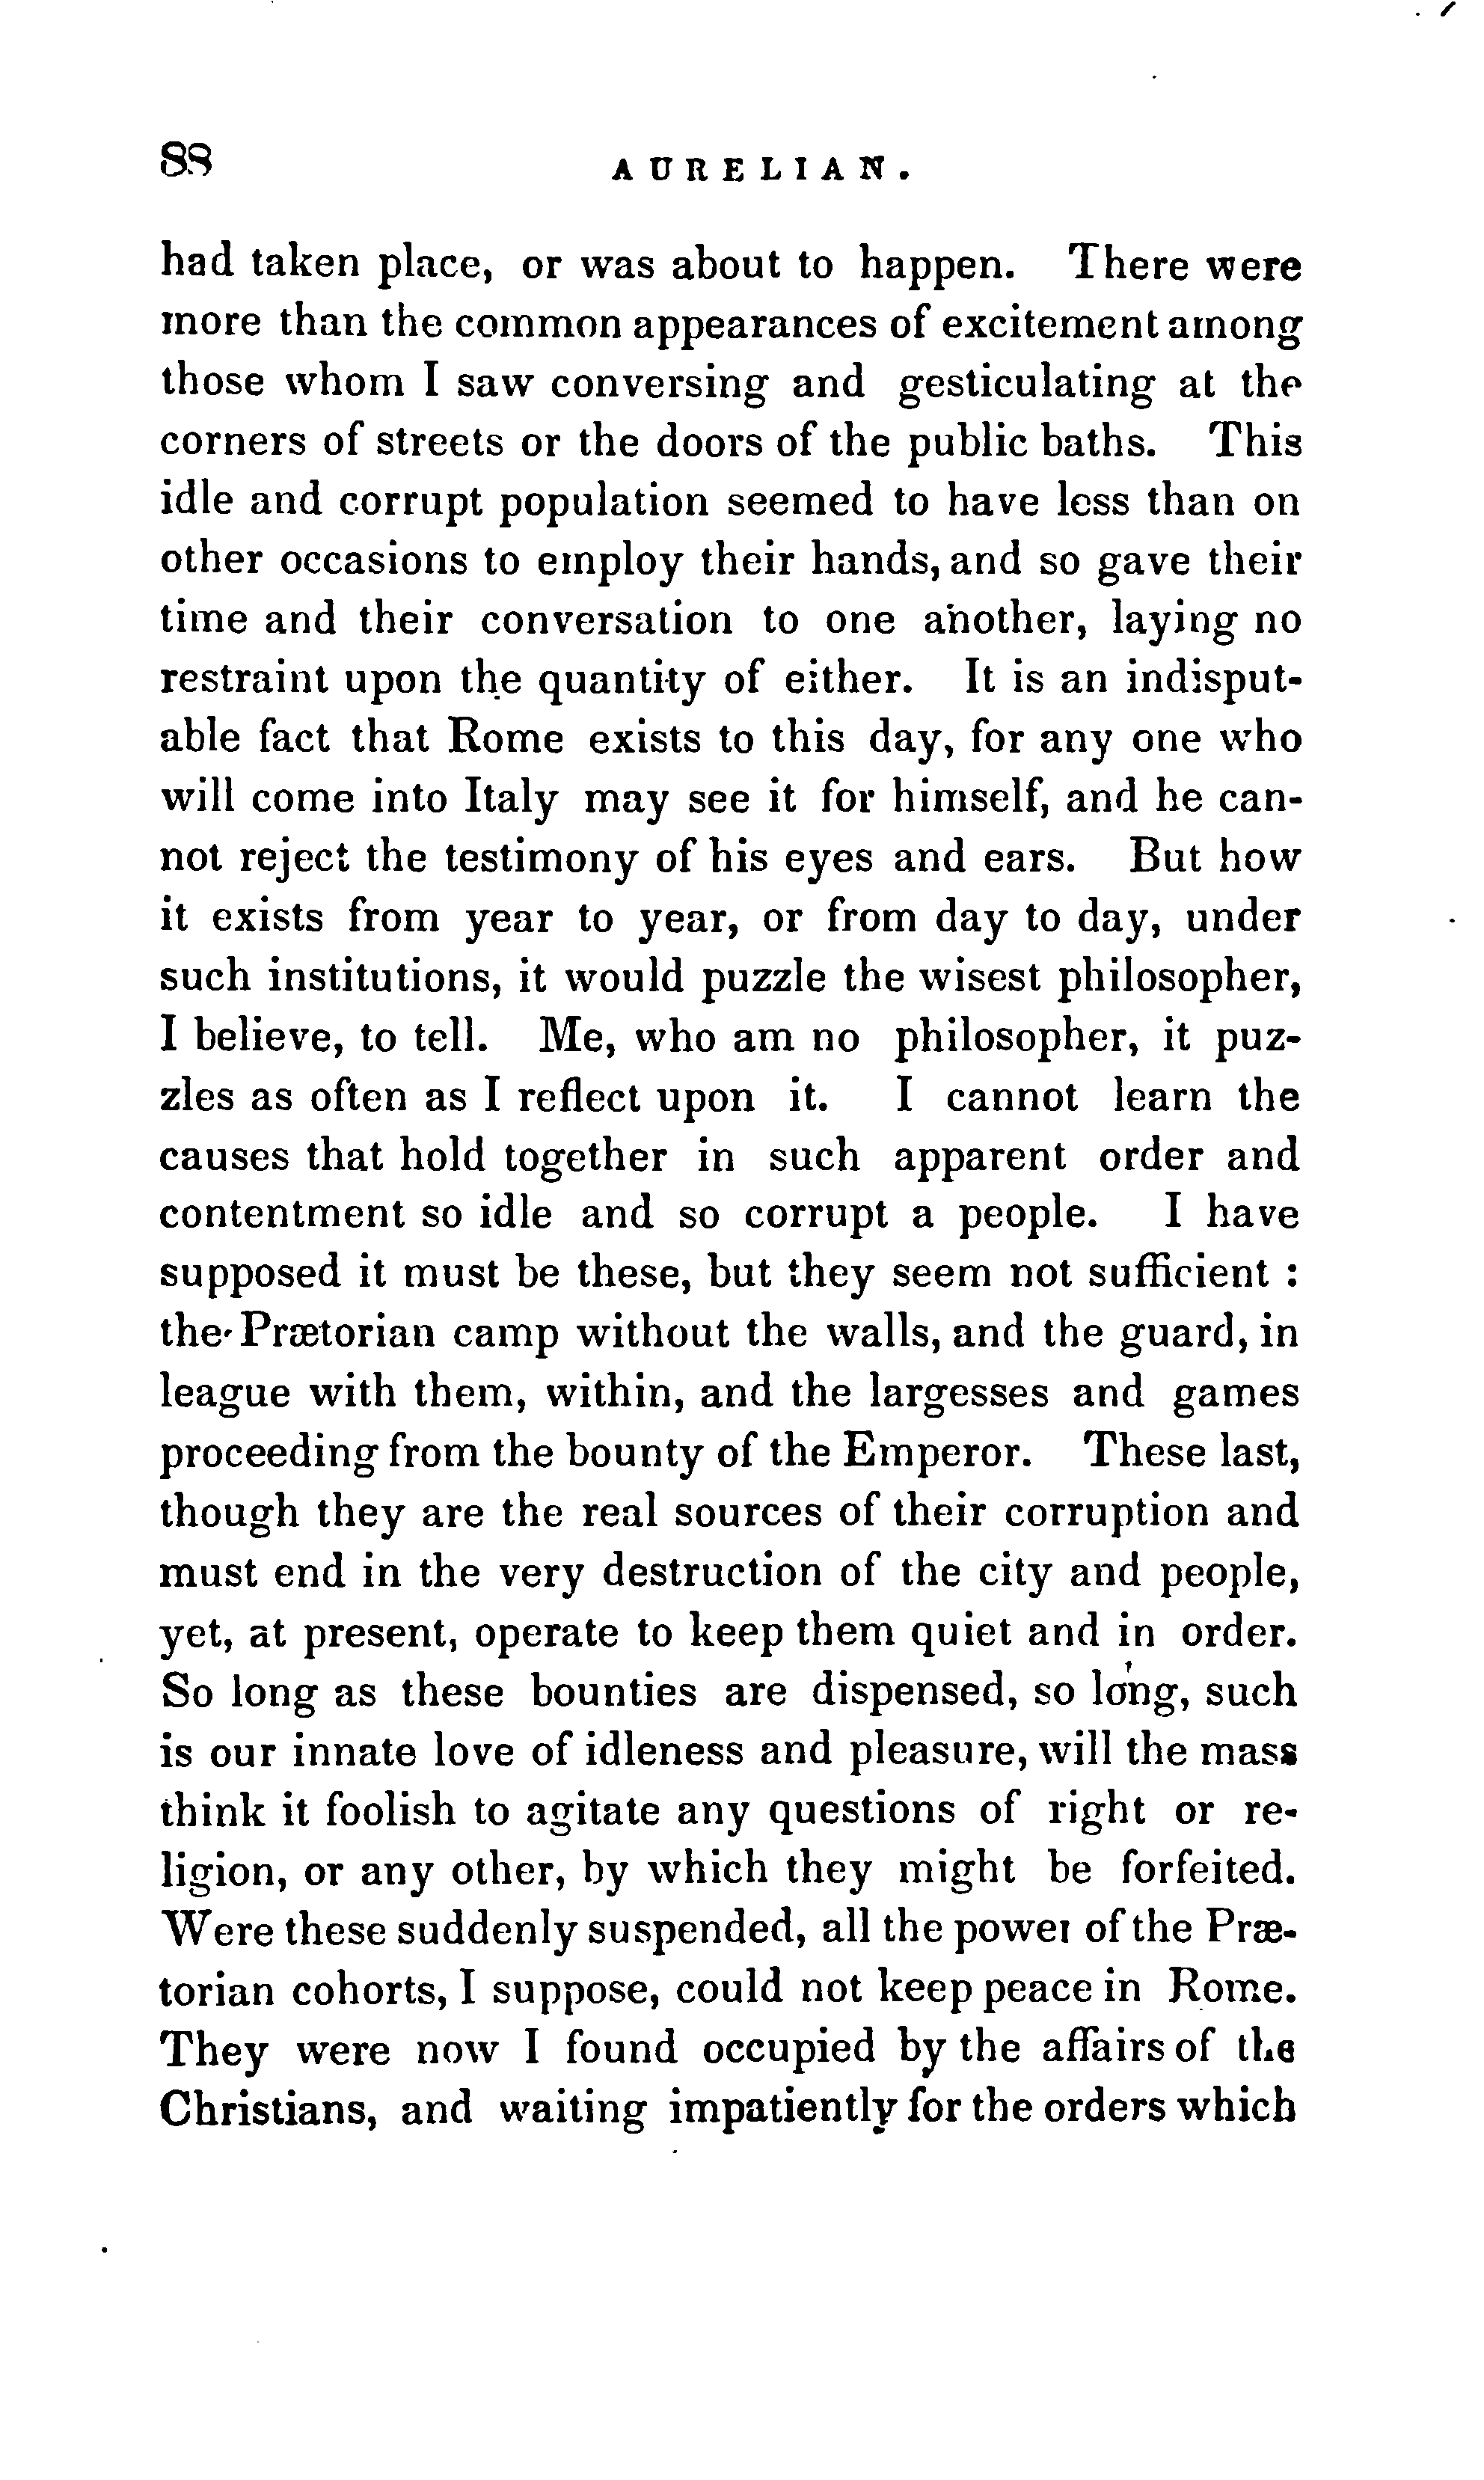 88 AURELIAN.
had taken place, or was about to happen. There were
more than the common appearances of excitement among
those whom I saw conversing and gesticulating at the
corners of streets or the doors of the public baths. This
idle and corrupt population seemed to have less than on
other occasions to employ their hands, and so gave their
time and their conversation to one another, laying no
restraint upon the quantity of either. It is an indisput-
able fact that Rome exists to this day, for any one who
will come into Italy may see it for himself, and he can-
not reject the testimony of his eyes and ears. But how
it exists from year to year, or from day to day, under
such institutions, it would puzzle the wisest philosopher,
I believe, to tell. Me, who am no philosopher, it puz-
zles as often as I reflect upon it. I cannot learn the
causes that hold together in such apparent order and
contentment so idle and so corrupt a people. I have
supposed it must be these, but they seem not sufficient :
the Prætorian camp without the walls, and the guard, in
league with them, within, and the largesses and games
proceeding from the bounty of the Emperor. These last,
though they are the real sources of their corruption and
must end in the very destruction of the city and people,
yet, at present, operate to keep them quiet and in order.
So long as these bounties are dispensed, so long, such
is our innate love of idleness and pleasure, will the mass
think it foolish to agitate any questions of right or re-
ligion, or any other, by which they might be forfeited.
Were these suddenly suspended, all the power of the Præ-
torian cohorts, I suppose, could not keep peace in Rome.
They were now I found occupied by the affairs of the
Christians, and waiting impatiently for the orders which